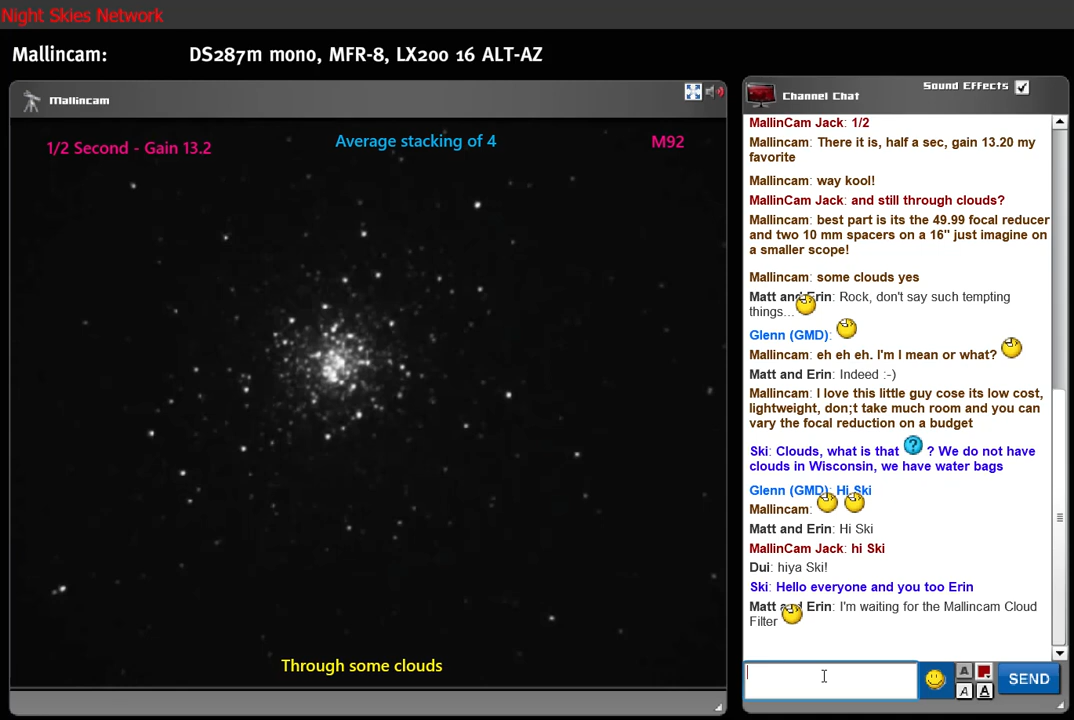 Night Skies Network
Mallincam: DS287m mono, MFR-8, LX200 16 ALT-AZ
Mallincam
1/2 Second - Gain 13.2
Average stacking of 4
M92
Through some clouds
Channel Chat
Sound Effects
MallinCam Jack: 1/2
Mallincam: There it is, half a sec, gain 13.20 my
favorite
Mallincam: way kool!
MallinCam Jack: and still through clouds?
Mallincam: best part is its the 49.99 focal reducer
and two 10 mm spacers on a 16" just imagine on
a smaller scope!
Mallincam: some clouds yes
Matt and Erin: Rock, don't say such tempting
things...
Glenn (GMD):
Mallincam: eh eh eh. I'm I mean or what?
Matt and Erin: Indeed :-)
Mallincam: I love this little guy cose its low cost,
lightweight, don;t take much room and you can
vary the focal reduction on a budget
Ski: Clouds, what is that ? We do not have
clouds in Wisconsin, we have water bags
Glenn (GMD): Hi Ski
Mallincam:
Matt and Erin: Hi Ski
MallinCam Jack: hi Ski
Dui: hiya Ski!
Ski: Hello everyone and you too Erin
Matt and Erin: I'm waiting for the Mallincam Cloud
Filter
A
A A
SEND